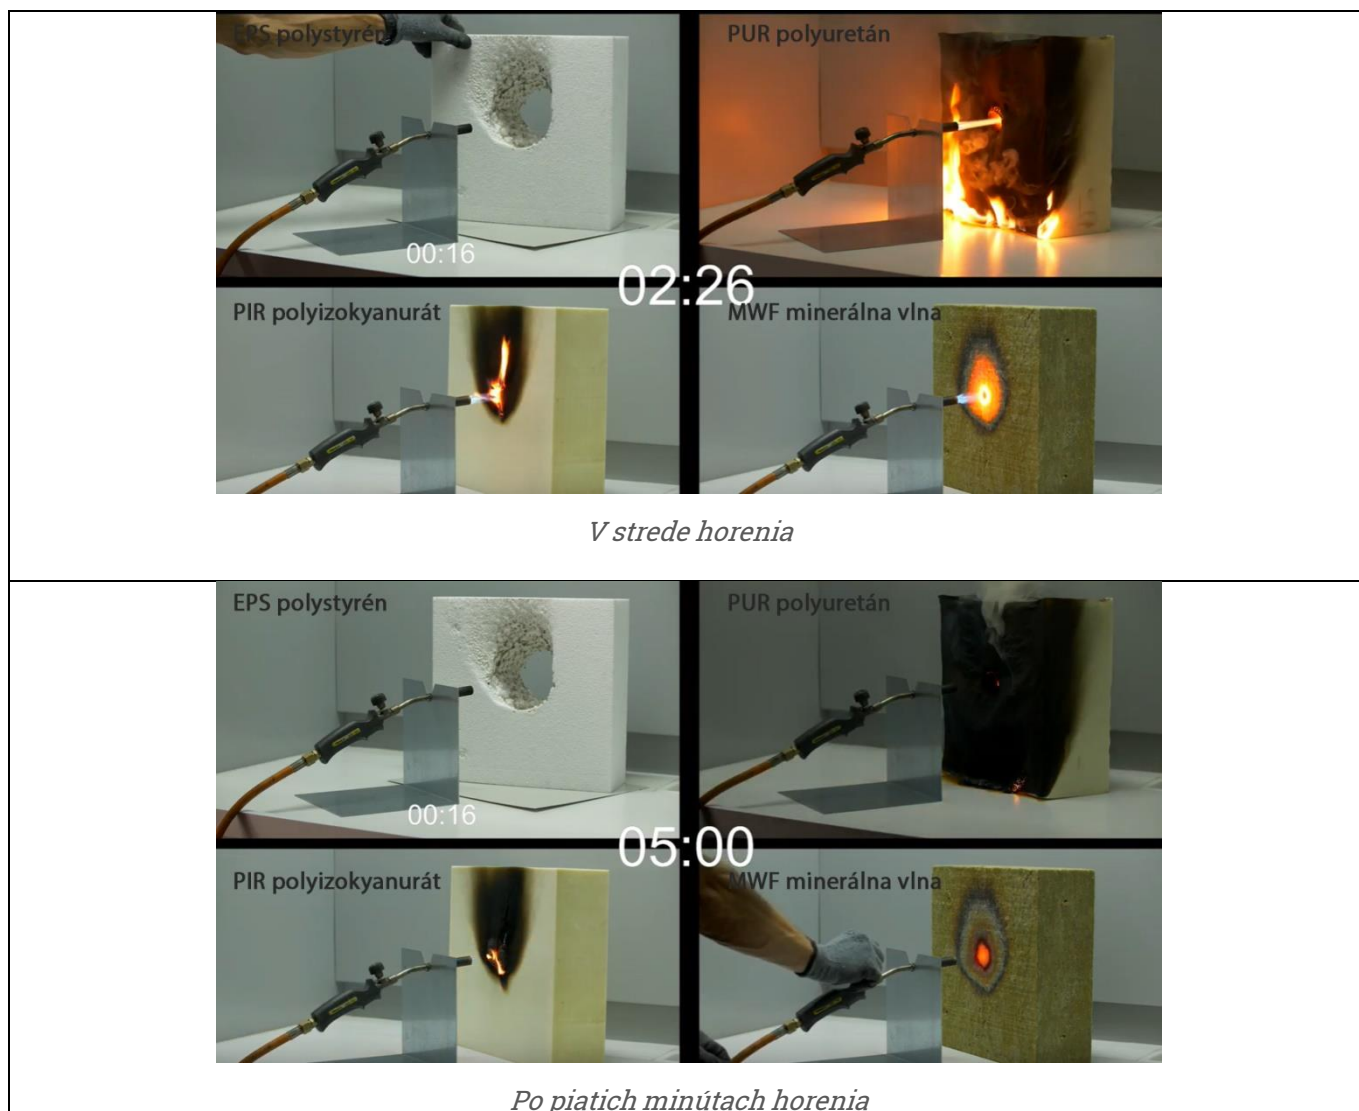 EPS polystyrén
PUR polyuretán
00:16
02:26
PIR polyizokyanurát
MWF minerálna vlna
V strede horenia
EPS polystyrén
PUR polyuretán
00:16
05:00
PIR polyizokyanurát
MWF minerálna vlna
Po piatich minútach horenia